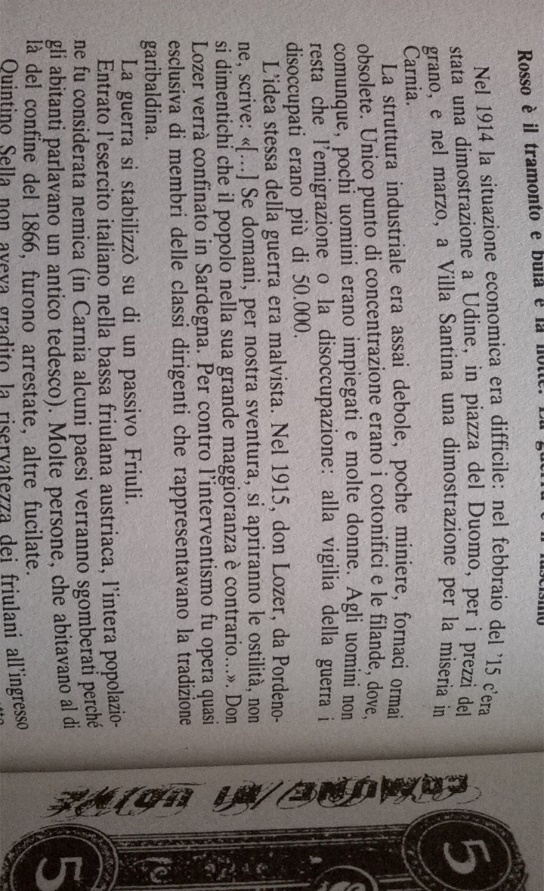 Rosso è il tramonto e buia è la notte. La guerra e il fascismo
Nel 1914 la situazione economica era difficile: nel febbraio del '15 c'era
stata una dimostrazione a Udine, in piazza del Duomo, per i prezzi del
grano, e nel marzo, a Villa Santina una dimostrazione per la miseria in
Carnia.
La struttura industriale era assai debole, poche miniere, fornaci ormai
obsolete. Unico punto di concentrazione erano i cotonifici e le filande, dove,
comunque, pochi uomini erano impiegati e molte donne. Agli uomini non
resta che l'emigrazione o la disoccupazione: alla vigilia della guerra i
disoccupati erano più di 50.000.
L'idea stessa della guerra era malvista. Nel 1915, don Lozer, da Pordeno-
ne, scrive: «[...] Se domani, per nostra sventura, si apriranno le ostilità, non
si dimentichi che il popolo nella sua grande maggioranza è contrario...». Don
Lozer verrà confinato in Sardegna. Per contro l'interventismo fu opera quasi
esclusiva di membri delle classi dirigenti che rappresentavano la tradizione
garibaldina.
La guerra si stabilizzò su di un passivo Friuli.
Entrato l'esercito italiano nella bassa friulana austriaca, l'intera popolazio-
ne fu considerata nemica (in Carnia alcuni paesi verranno sgomberati perché
gli abitanti parlavano un antico tedesco). Molte persone, che abitavano al di
là del confine del 1866, furono arrestate, altre fucilate.
Quintino Sella non aveva gradito la riservatezza dei friulani all'ingresso
COMUNE DI UDINE
5
5